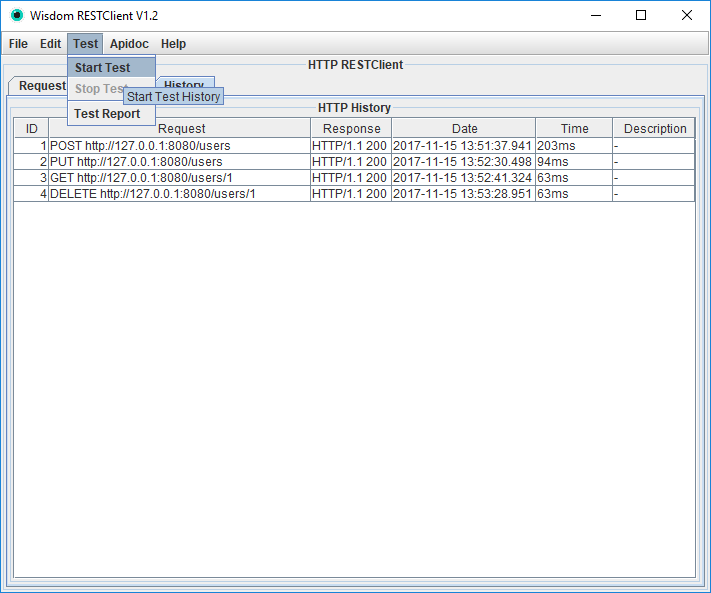 Wisdom RESTClient V1.2
File Edit Test Apidoc Help
Start Test
HTTP RESTClient
Request
History
Stop Test
Start Test History
Test Report
HTTP History
ID Request Response Date Time Description
1 POST http://127.0.0.1:8080/users HTTP/1.1 200 2017-11-15 13:51:37.941 203ms -
2 PUT http://127.0.0.1:8080/users HTTP/1.1 200 2017-11-15 13:52:30.498 94ms -
3 GET http://127.0.0.1:8080/users/1 HTTP/1.1 200 2017-11-15 13:52:41.324 63ms -
4 DELETE http://127.0.0.1:8080/users/1 HTTP/1.1 200 2017-11-15 13:53:28.951 63ms -